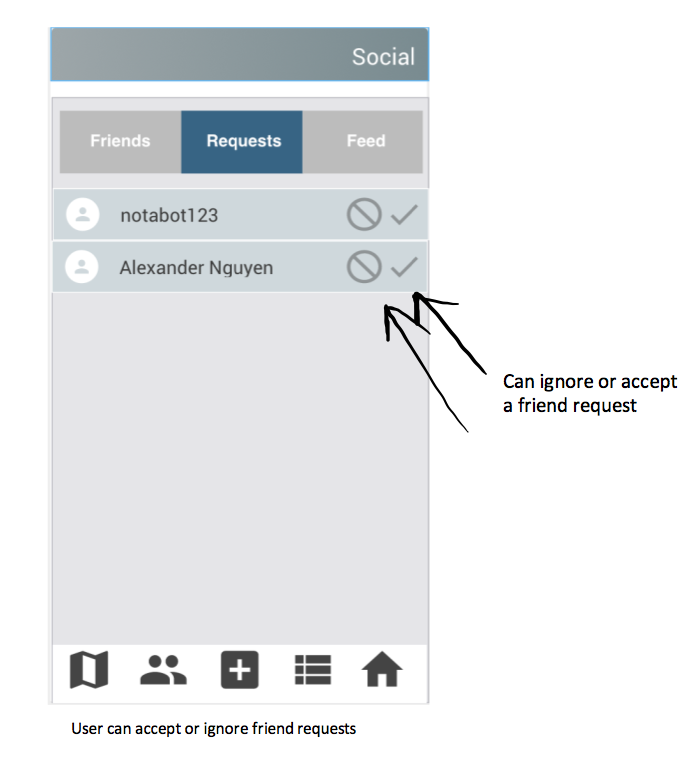 Social
Friends Requests Feed
notabot123
Alexander Nguyen
Can ignore or accept
a friend request
User can accept or ignore friend requests